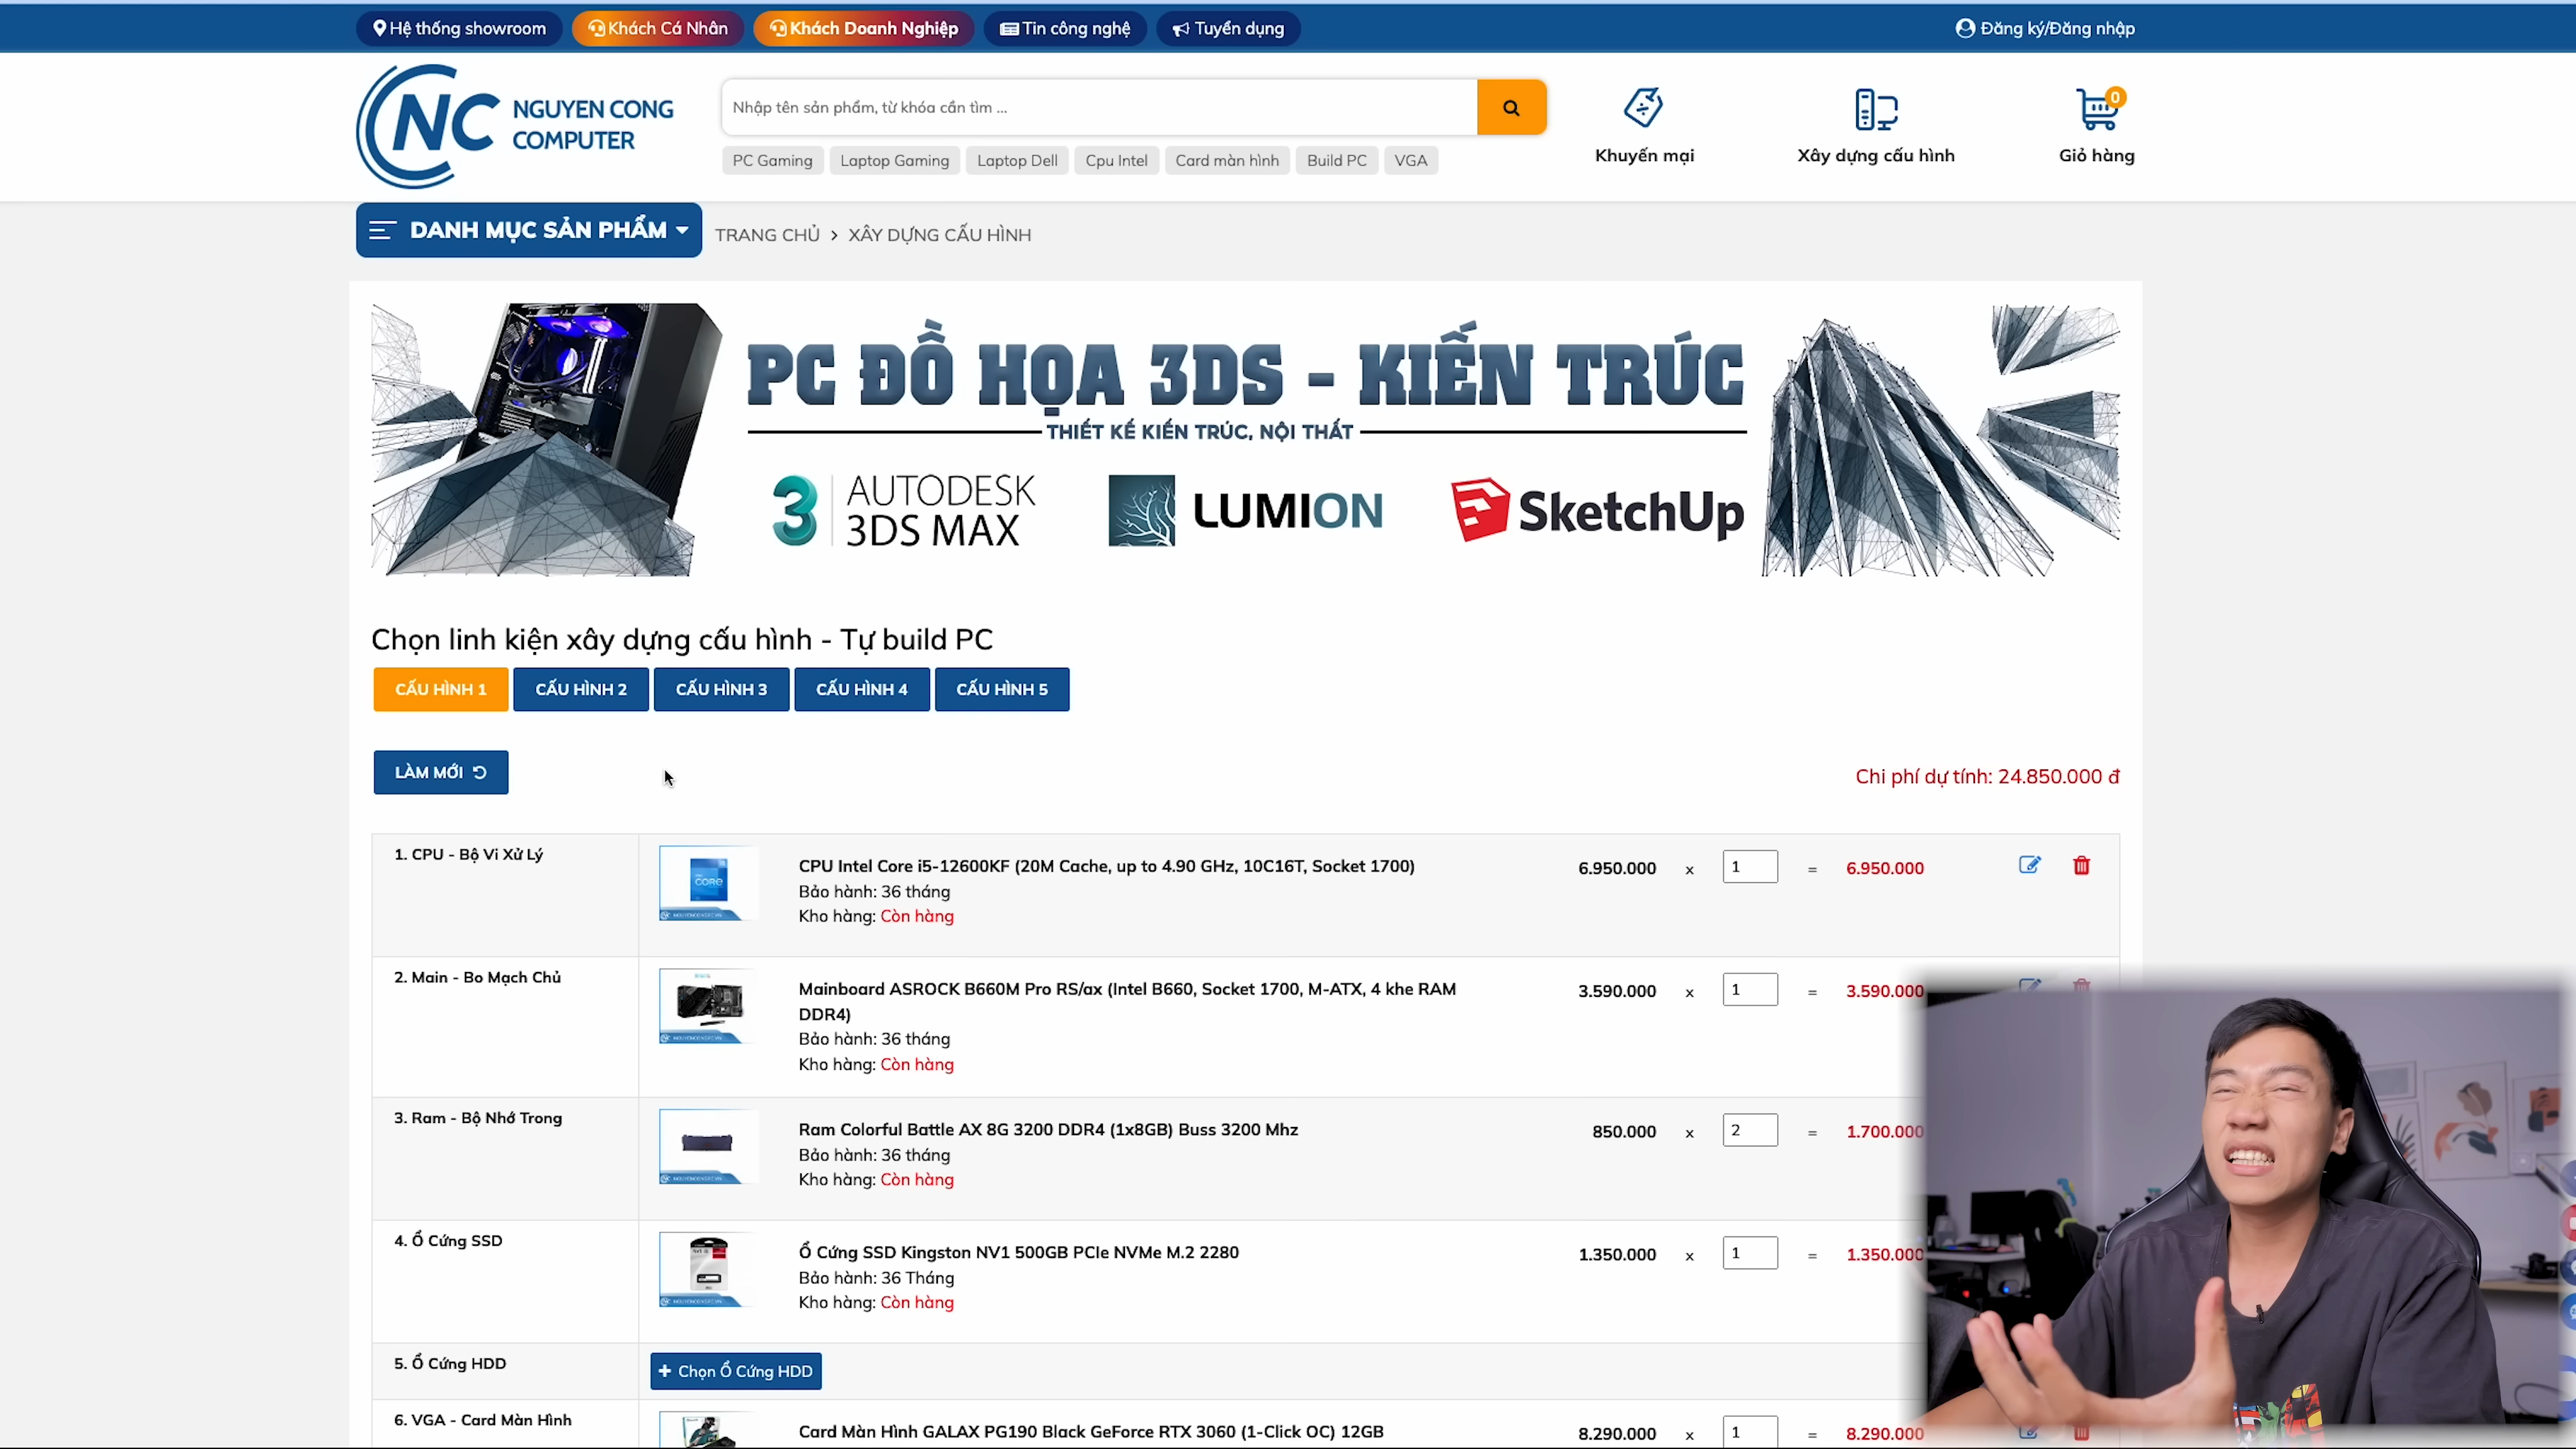 Hệ thống showroom
Khách Cá Nhân
Khách Doanh Nghiệp
Tin công nghệ
Tuyển dụng
Đăng ký/Đăng nhập
NC
NGUYEN CONG
COMPUTER
Nhập tên sản phẩm, từ khóa cần tìm ...
PC Gaming
Laptop Gaming
Laptop Dell
Cpu Intel
Card màn hình
Build PC
VGA
Khuyến mại
Xây dựng cấu hình
0
Giỏ hàng
DANH MỤC SẢN PHẨM
TRANG CHỦ > XÂY DỰNG CẤU HÌNH
PC ĐỒ HỌA 3DS - KIẾN TRÚC
THIẾT KẾ KIẾN TRÚC, NỘI THẤT
3 AUTODESK
3DS MAX
LUMION
SketchUp
Chọn linh kiện xây dựng cấu hình - Tự build PC
CẤU HÌNH 1
CẤU HÌNH 2
CẤU HÌNH 3
CẤU HÌNH 4
CẤU HÌNH 5
LÀM MỚI
Chi phí dự tính: 24.850.000 đ
1. CPU - Bộ Vi Xử Lý
CORE
CPU Intel Core i5-12600KF (20M Cache, up to 4.90 GHz, 10C16T, Socket 1700)
Bảo hành: 36 tháng
Kho hàng: Còn hàng
6.950.000 x 1 = 6.950.000
2. Main - Bo Mạch Chủ
Mainboard ASROCK B660M Pro RS/ax (Intel B660, Socket 1700, M-ATX, 4 khe RAM
DDR4)
Bảo hành: 36 tháng
Kho hàng: Còn hàng
3.590.000 x 1 = 3.590.000
3. Ram - Bộ Nhớ Trong
Ram Colorful Battle AX 8G 3200 DDR4 (1x8GB) Buss 3200 Mhz
Bảo hành: 36 tháng
Kho hàng: Còn hàng
850.000 x 2 = 1.700.000
4. Ổ Cứng SSD
Ổ Cứng SSD Kingston NV1 500GB PCIe NVMe M.2 2280
Bảo hành: 36 Tháng
Kho hàng: Còn hàng
1.350.000 x 1 = 1.350.000
5. Ổ Cứng HDD
+ Chọn Ổ Cứng HDD
6. VGA - Card Màn Hình
Card Màn Hình GALAX PG190 Black GeForce RTX 3060 (1-Click OC) 12GB
8.290.000 x 1 = 8.290.000